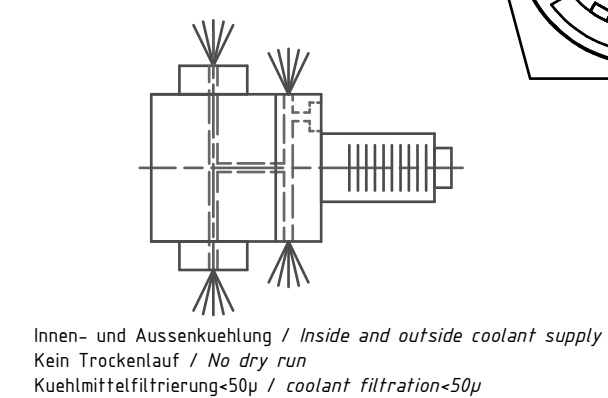 Innen- und Aussenkuehlung / Inside and outside coolant supply
Kein Trockenlauf / No dry run
Kuehlmittelfiltrierung<50µ / coolant filtration<50µ